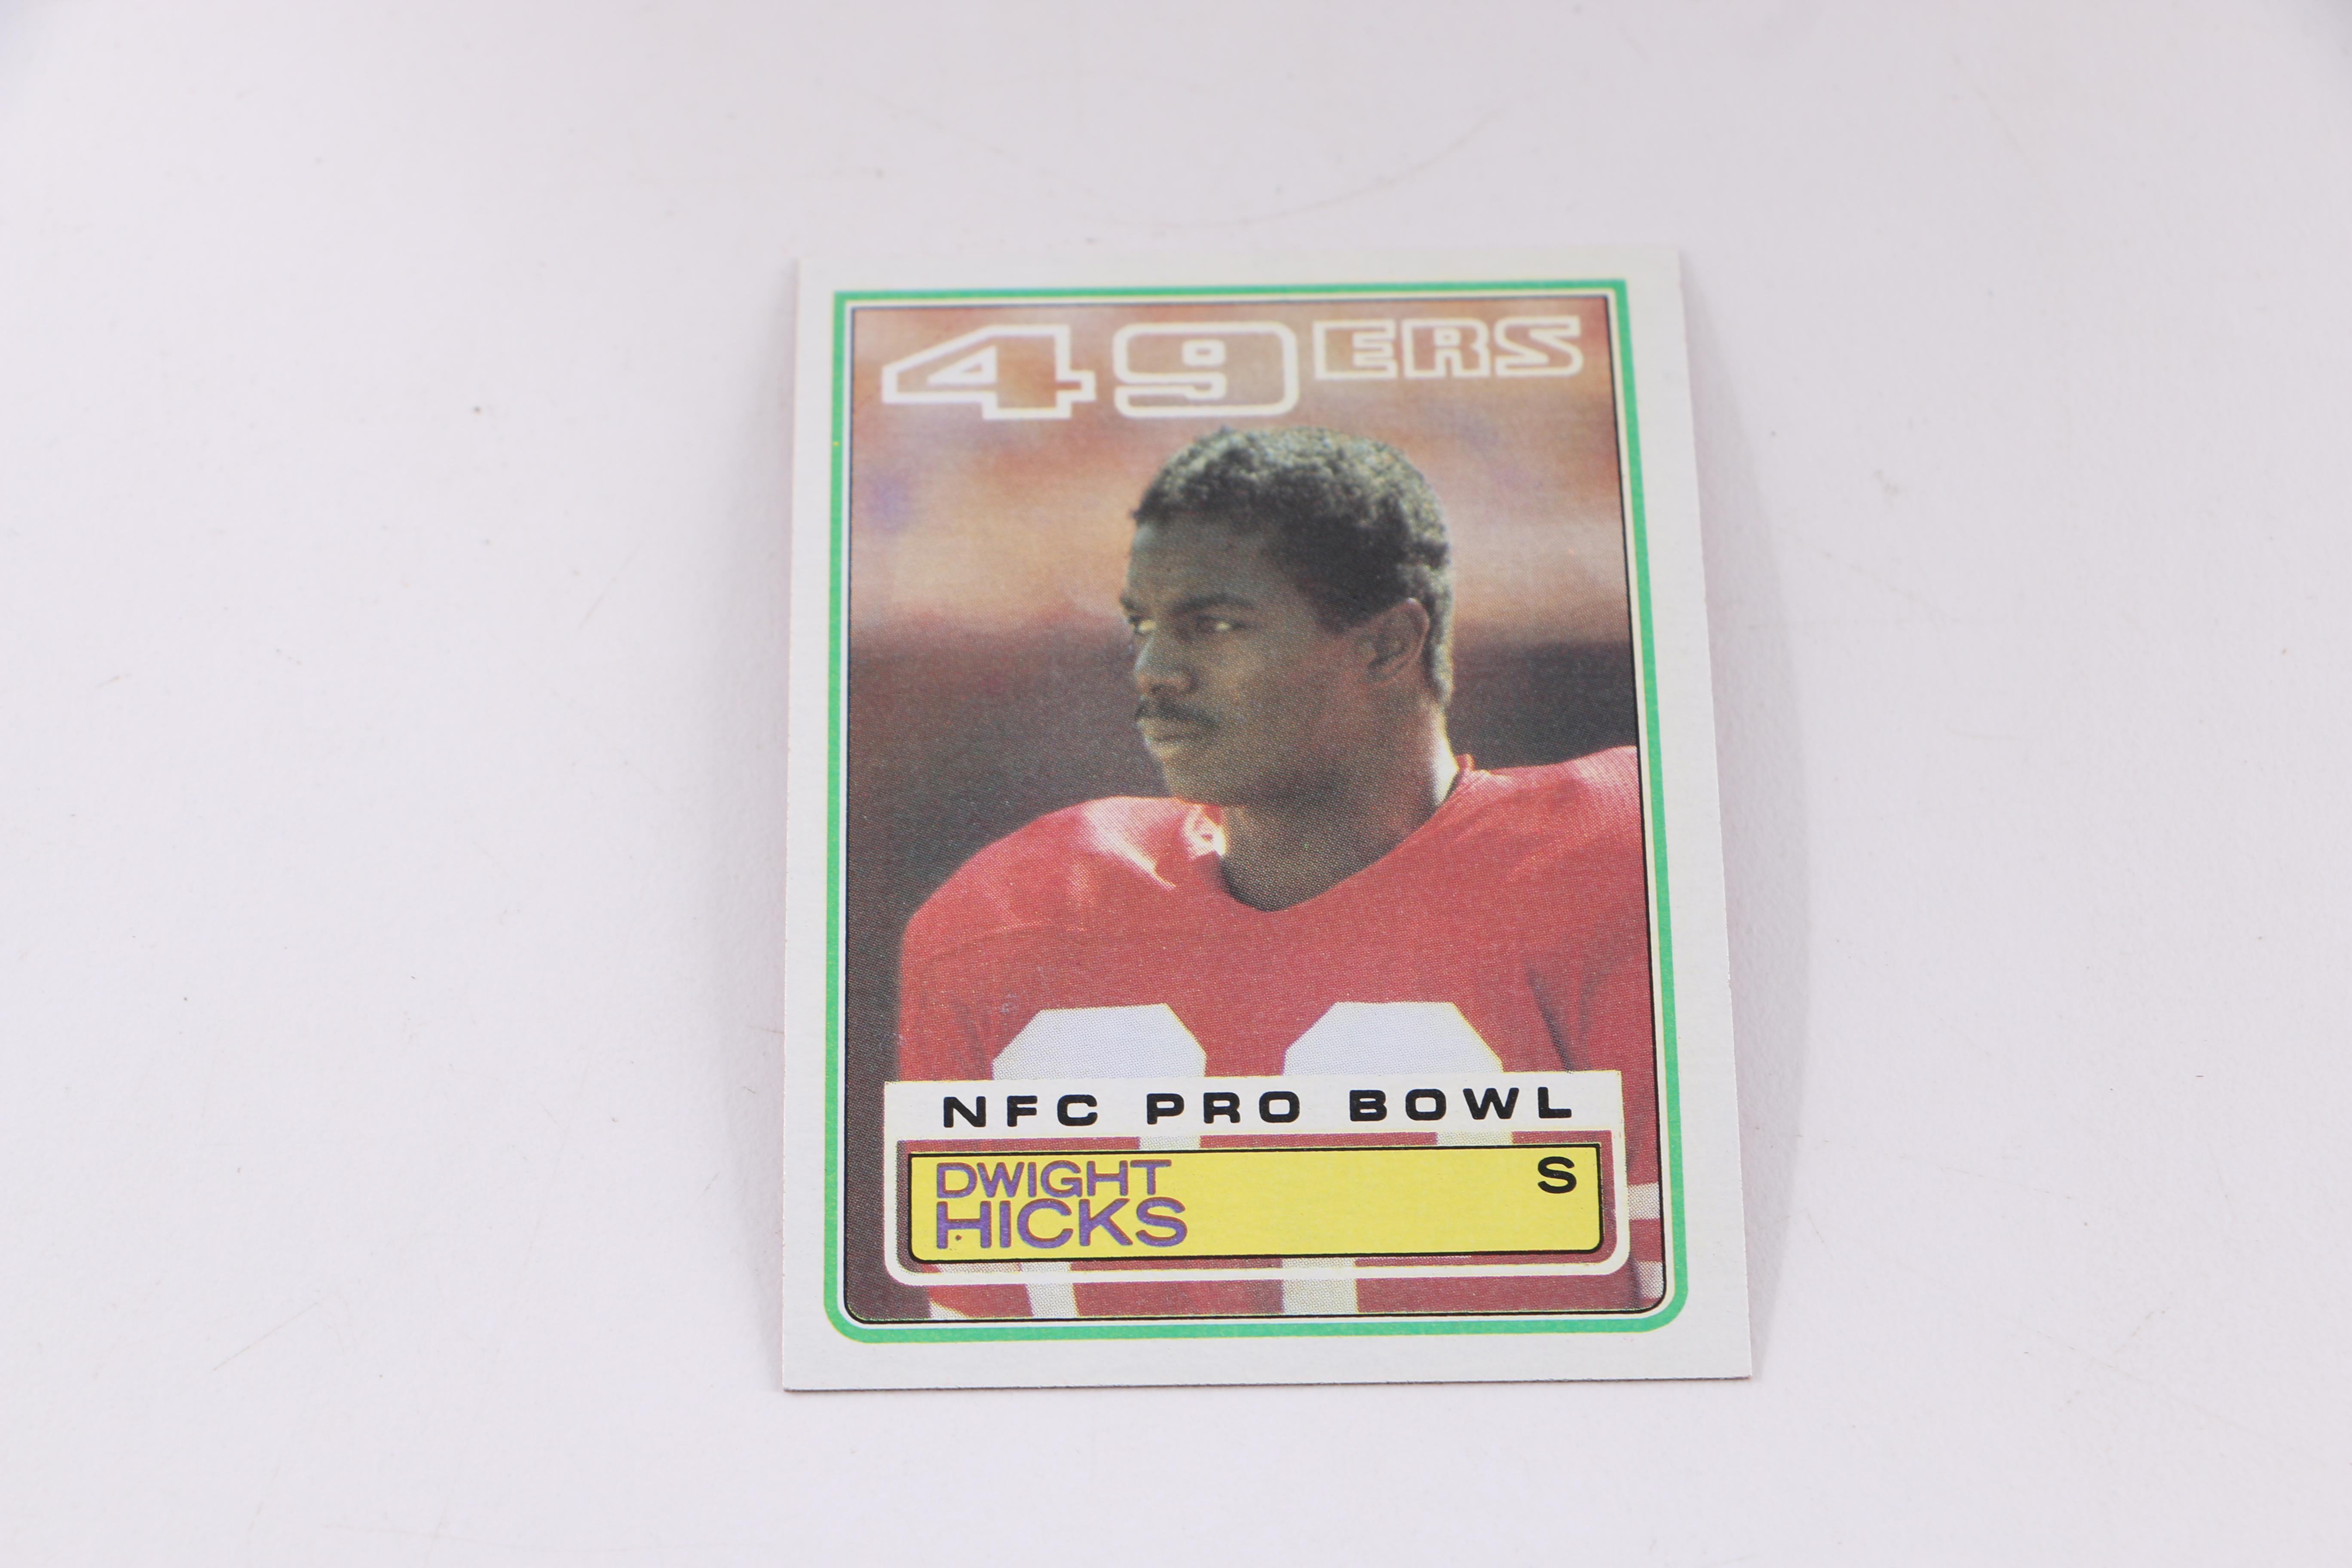 49ERS
NFC PRO BOWL
DWIGHT S
HICKS